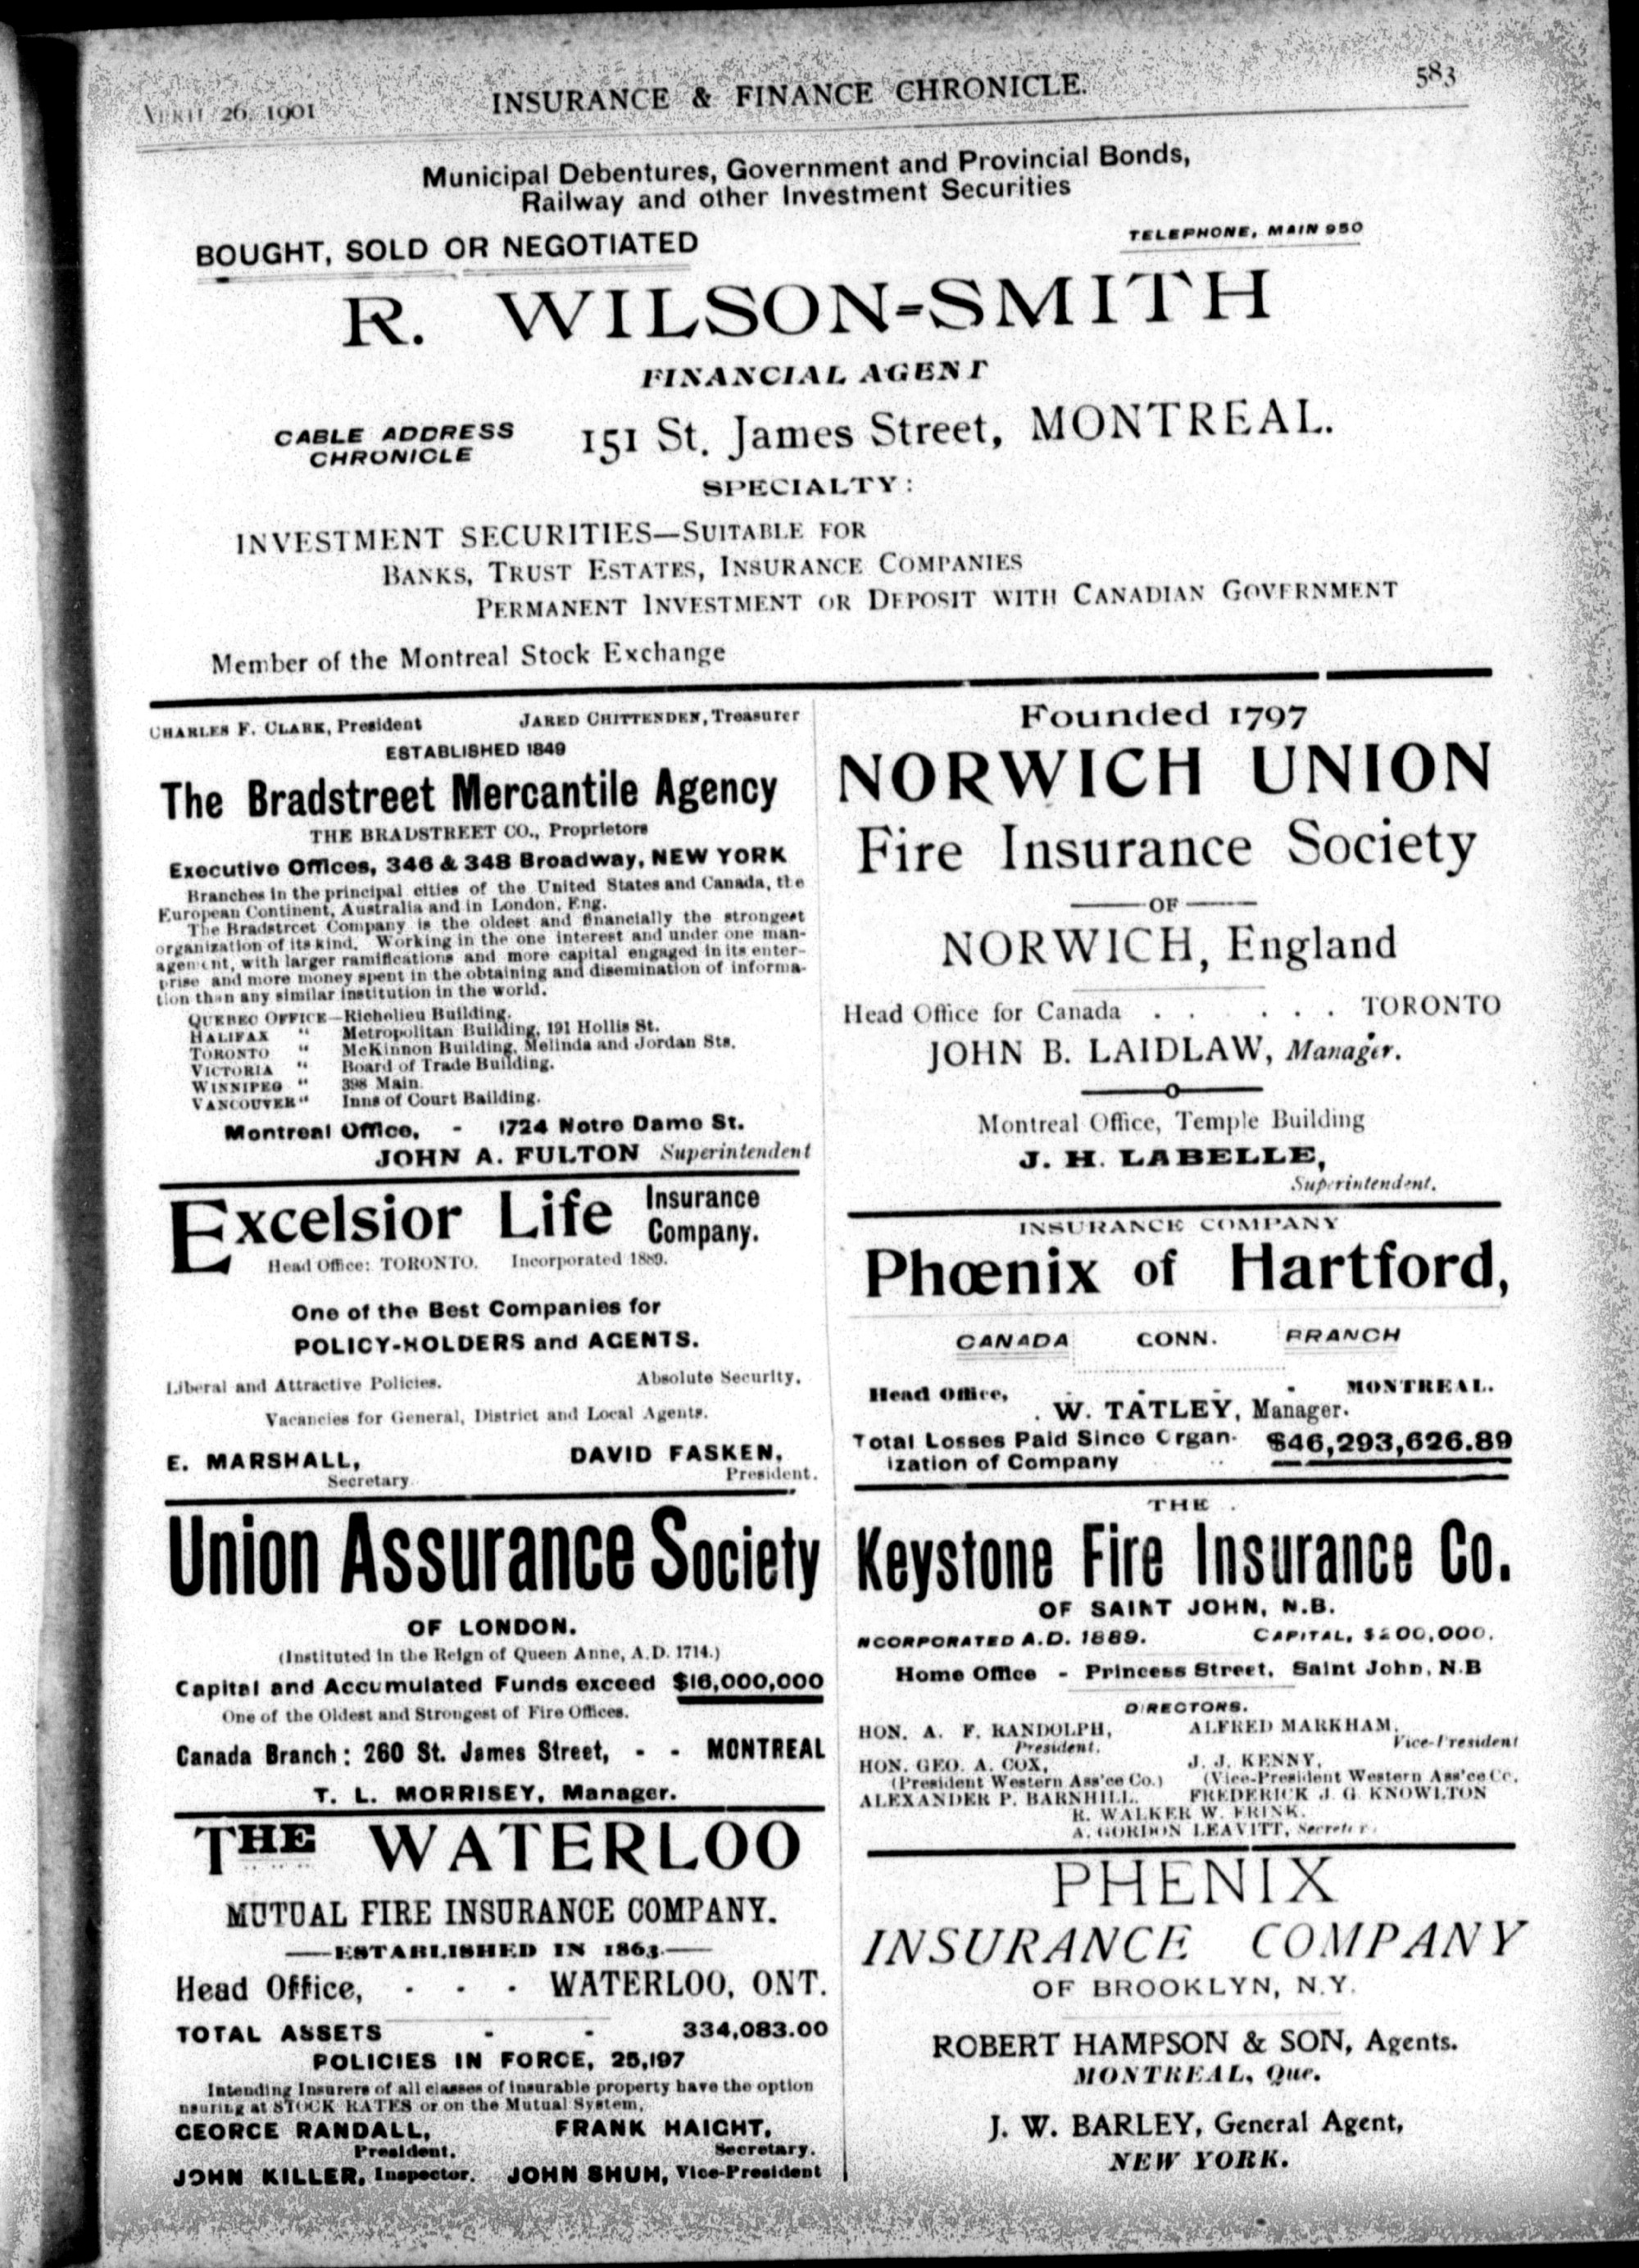 APRIL 26, 1901
INSURANCE & FINANCE CHRONICLE.
583
Municipal Debentures, Government and Provincial Bonds,
Railway and other Investment Securities
BOUGHT, SOLD OR NEGOTIATED
TELEPHONE, MAIN 950
R. WILSON-SMITH
FINANCIAL AGENT
CABLE ADDRESS
CHRONICLE
151 St. James Street, MONTREAL.
SPECIALTY:
INVESTMENT SECURITIES—SUITABLE FOR
BANKS, TRUST ESTATES, INSURANCE COMPANIES
PERMANENT INVESTMENT OR DEPOSIT WITH CANADIAN GOVERNMENT
Member of the Montreal Stock Exchange
CHARLES F. CLARK, President
JARED CHITTENDEN, Treasurer
ESTABLISHED 1849
The Bradstreet Mercantile Agency
THE BRADSTREET CO., Proprietors
Executive Offices, 346 & 348 Broadway, NEW YORK
Branches in the principal cities of the United States and Canada, the
European Continent, Australia and in London, Eng.
The Bradstreet Company is the oldest and financially the strongest
organization of its kind. Working in the one interest and under one man-
agement, with larger ramifications and more capital engaged in its enter-
prise and more money spent in the obtaining and disemination of informa-
tion than any similar institution in the world.
QUEBEC OFFICE—Richelieu Building.
HALIFAX " Metropolitan Building, 191 Hollis St.
TORONTO " McKinnon Building, Melinda and Jordan Sts.
VICTORIA " Board of Trade Building.
WINNIPEG " 398 Main.
VANCOUVER " Inns of Court Building.
Montreal Office, - 1724 Notre Dame St.
JOHN A. FULTON Superintendent
Excelsior Life Insurance
Company.
Head Office: TORONTO. Incorporated 1889.
One of the Best Companies for
POLICY-HOLDERS and AGENTS.
Liberal and Attractive Policies. Absolute Security.
Vacancies for General, District and Local Agents.
E. MARSHALL,
Secretary
DAVID FASKEN,
President.
Union Assurance Society
OF LONDON.
(Instituted in the Reign of Queen Anne, A.D. 1714.)
Capital and Accumulated Funds exceed $16,000,000
One of the Oldest and Strongest of Fire Offices.
Canada Branch: 260 St. James Street, - - MONTREAL
T. L. MORRISEY, Manager.
THE WATERLOO
MUTUAL FIRE INSURANCE COMPANY.
—ESTABLISHED IN 1863.—
Head Office, . . . WATERLOO, ONT.
TOTAL ASSETS - - 334,083.00
POLICIES IN FORCE, 25,197
Intending Insurers of all classes of insurable property have the option
nsuring at STOCK RATES or on the Mutual System.
GEORGE RANDALL,
President.
FRANK HAIGHT,
Secretary.
JOHN KILLER, Inspector. JOHN SHUH, Vice-President
Founded 1797
NORWICH UNION
Fire Insurance Society
—OF—
NORWICH, England
Head Office for Canada . . . . . TORONTO
JOHN B. LAIDLAW, Manager.
Montreal Office, Temple Building
J. H. LABELLE,
Superintendent.
INSURANCE COMPANY
Phœnix of Hartford,
CANADA CONN. BRANCH
Head Office, - - - MONTREAL.
W. TATLEY, Manager.
Total Losses Paid Since Organ-
ization of Company
$46,293,626.89
THE
Keystone Fire Insurance Co.
OF SAINT JOHN, N.B.
NCORPORATED A.D. 1889. CAPITAL, $200,000.
Home Office - Princess Street, Saint John, N.B
DIRECTORS.
HON. A. F. RANDOLPH,
President.
ALFRED MARKHAM,
Vice-President
HON. GEO. A. COX,
(President Western Ass'ce Co.)
J. J. KENNY,
(Vice-President Western Ass'ce Co.
ALEXANDER P. BARNHILL. FREDERICK J. G. KNOWLTON
R. WALKER W. FRINK.
A. GORDON LEAVITT, Secretary.
PHENIX
INSURANCE COMPANY
OF BROOKLYN, N.Y.
ROBERT HAMPSON & SON, Agents.
MONTREAL, Que.
J. W. BARLEY, General Agent,
NEW YORK.